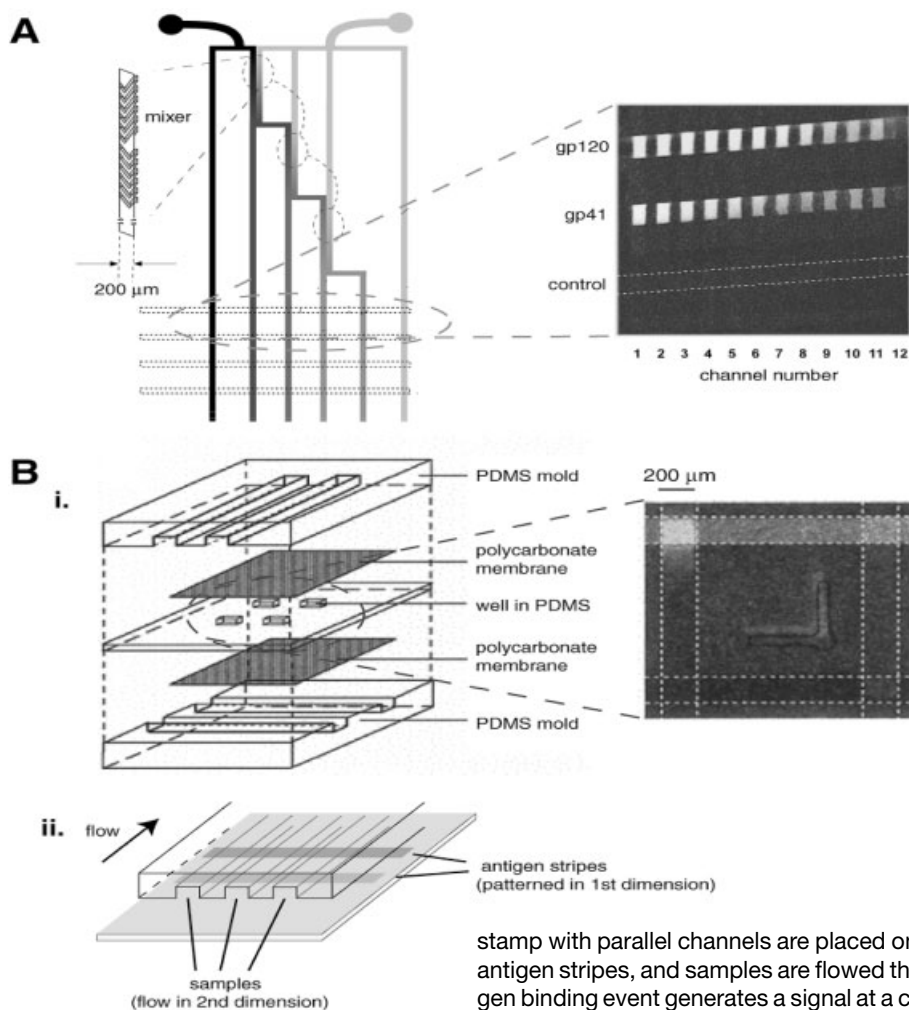 A
mixer
200 µm
gp120
gp41
control
1 2 3 4 5 6 7 8 9 10 11 12
channel number
B
i.
PDMS mold
polycarbonate
membrane
well in PDMS
polycarbonate
membrane
PDMS mold
200 µm
ii.
flow
antigen stripes
(patterned in 1st dimension)
samples
(flow in 2nd dimension)
stamp with parallel channels are placed
antigen stripes, and samples are flowed
gen binding event generates a signal at a